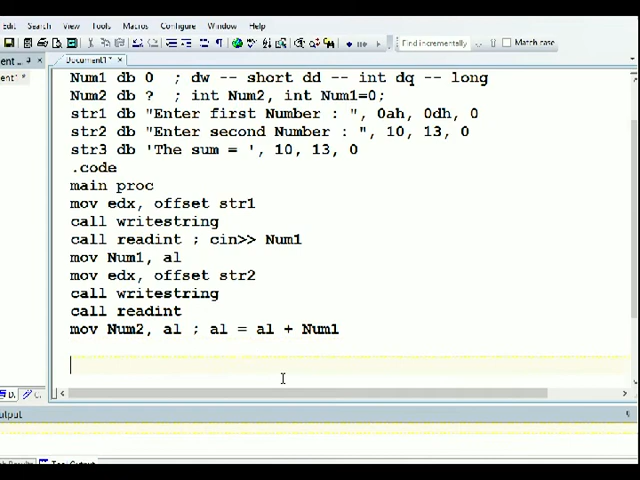 Edit Search View Tools Macros Configure Window Help
Find incrementally Match case
Document1 *
Num1 db 0 ; dw -- short dd -- int dq -- long
Num2 db ? ; int Num2, int Num1=0;
str1 db "Enter first Number : ", 0ah, 0dh, 0
str2 db "Enter second Number : ", 10, 13, 0
str3 db 'The sum = ', 10, 13, 0
.code
main proc
mov edx, offset str1
call writestring
call readint ; cin>> Num1
mov Num1, al
mov edx, offset str2
call writestring
call readint
mov Num2, al ; al = al + Num1
D. C.
Output